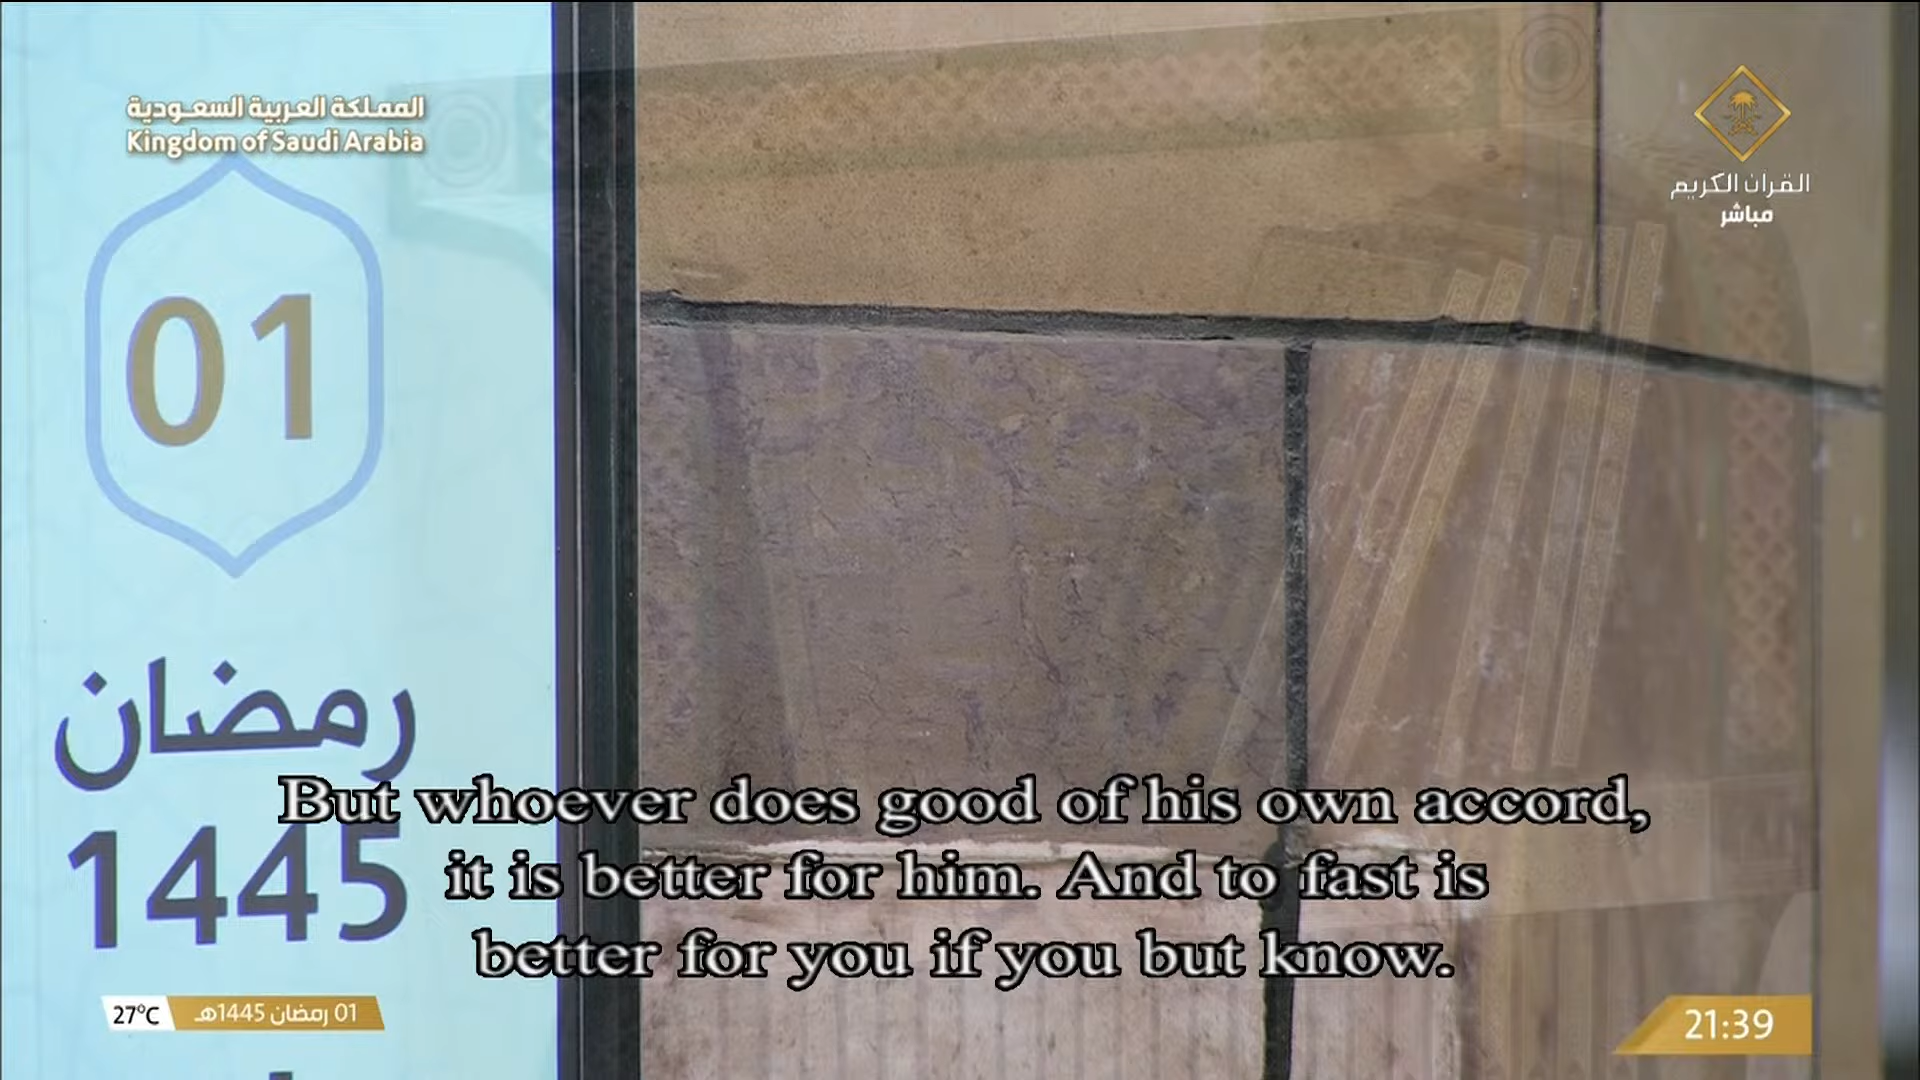 المملكة العربية السعودية
Kingdom of Saudi Arabia
القرآن الكريم
مباشر
01
رمضان
1445
But whoever does good of his own accord,
it is better for him. And to fast is
better for you if you but know.
27°C
01 رمضان 1445هـ
21:39